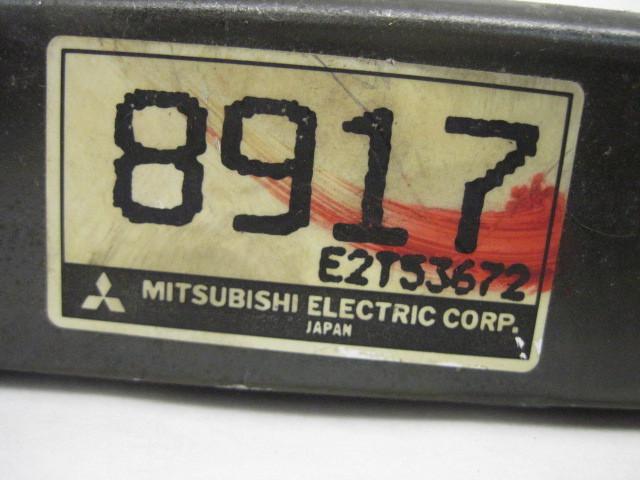 8917
E2T53672
MITSUBISHI ELECTRIC CORP.
JAPAN